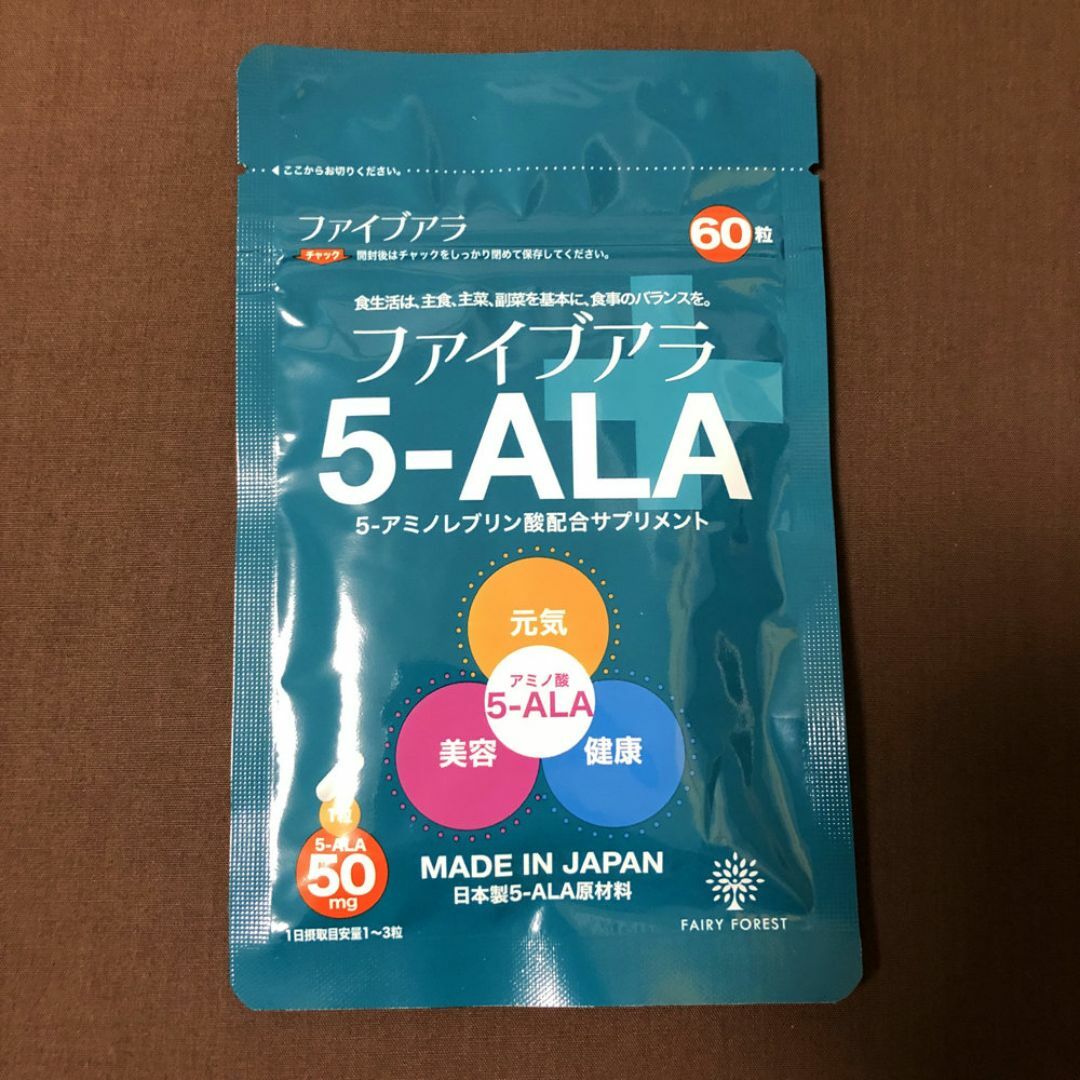 ここからお切りください。
ファイブアラ
60粒
チャック 開封後はチャックをしっかり閉めて保存してください。
食生活は、主食、主菜、副菜を基本に、食事のバランスを。
ファイブアラ
5-ALA
5-アミノレブリン酸配合サプリメント
元気
アミノ酸
5-ALA
美容
健康
1粒
5-ALA
50
mg
1日摂取目安量1〜3粒
MADE IN JAPAN
日本製5-ALA原材料
FAIRY FOREST